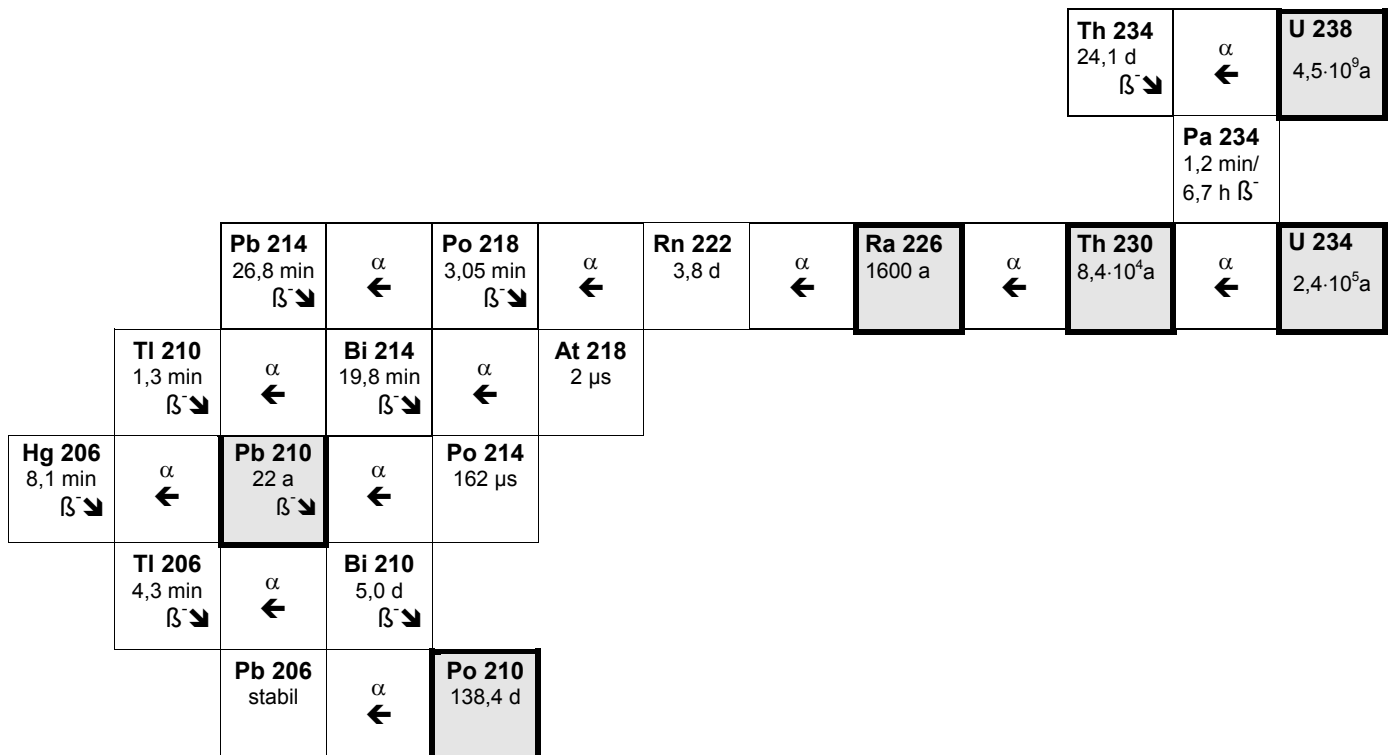 Th 234
24,1 d
ß⁻
α
U 238
4,5·10⁹a
Pa 234
1,2 min/
6,7 h ß⁻
Pb 214
26,8 min
ß⁻
α
Po 218
3,05 min
ß⁻
α
Rn 222
3,8 d
α
Ra 226
1600 a
α
Th 230
8,4·10⁴a
α
U 234
2,4·10⁵a
Tl 210
1,3 min
ß⁻
α
Bi 214
19,8 min
ß⁻
α
At 218
2 µs
Hg 206
8,1 min
ß⁻
α
Pb 210
22 a
ß⁻
α
Po 214
162 µs
Tl 206
4,3 min
ß⁻
α
Bi 210
5,0 d
ß⁻
Pb 206
stabil
α
Po 210
138,4 d